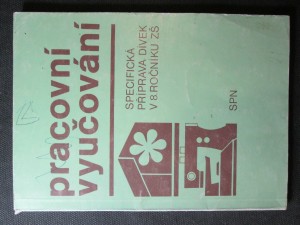 pracovní
vyučování
SPECIFICKÁ
PŘÍPRAVA DÍVEK
V 8 ROČNÍKU ZŠ
SPN